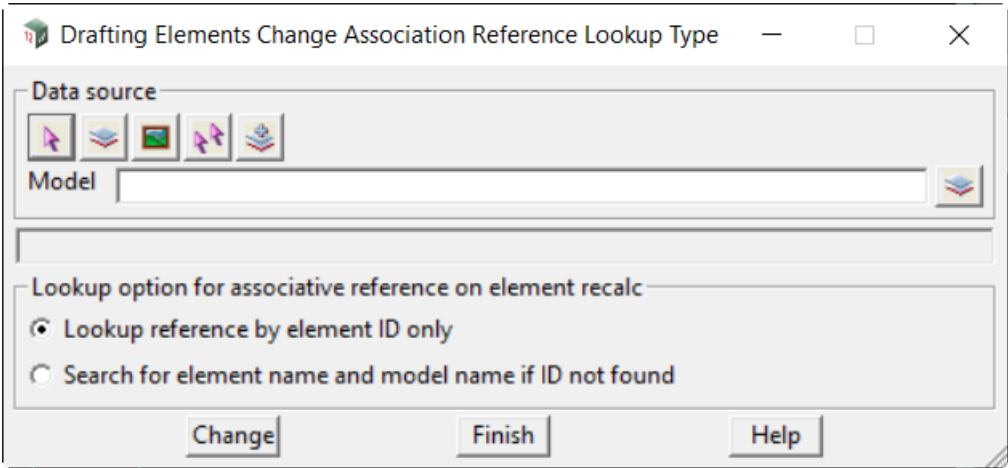 Drafting Elements Change Association Reference Lookup Type
Data source
Model
Lookup option for associative reference on element recalc
Lookup reference by element ID only
Search for element name and model name if ID not found
Change Finish Help